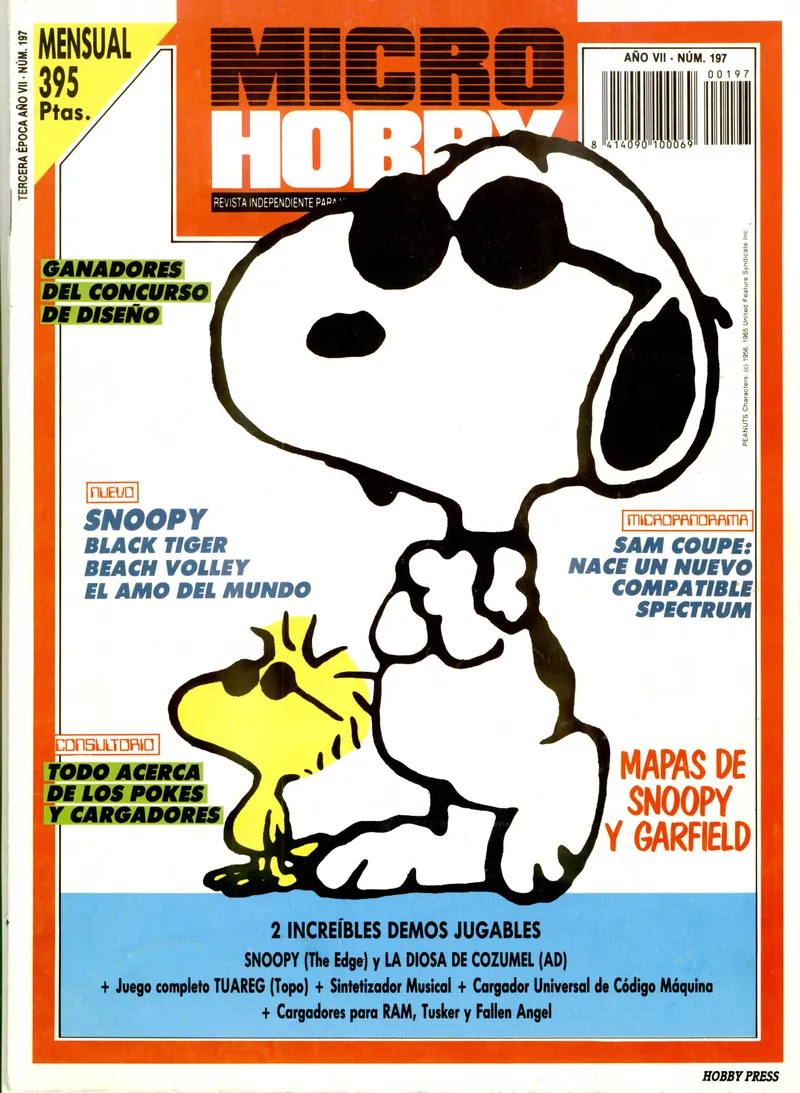 TERCERA ÉPOCA AÑO VII - NÚM. 197
MENSUAL
395
Ptas.
MICRO
HOBBY
REVISTA INDEPENDIENTE PARA
AÑO VII - NÚM. 197
00197
8 414090 100069
PEANUTS Characters: (c) 1958, 1965 United Feature Syndicate Inc.
GANADORES
DEL CONCURSO
DE DISEÑO
NUEVO
SNOOPY
BLACK TIGER
BEACH VOLLEY
EL AMO DEL MUNDO
MICROPANORAMA
SAM COUPE:
NACE UN NUEVO
COMPATIBLE
SPECTRUM
CONSULTORIO
TODO ACERCA
DE LOS POKES
Y CARGADORES
MAPAS DE
SNOOPY
Y GARFIELD
2 INCREÍBLES DEMOS JUGABLES
SNOOPY (The Edge) y LA DIOSA DE COZUMEL (AD)
+ Juego completo TUAREG (Topo) + Sintetizador Musical + Cargador Universal de Código Máquina
+ Cargadores para RAM, Tusker y Fallen Angel
HOBBY PRESS